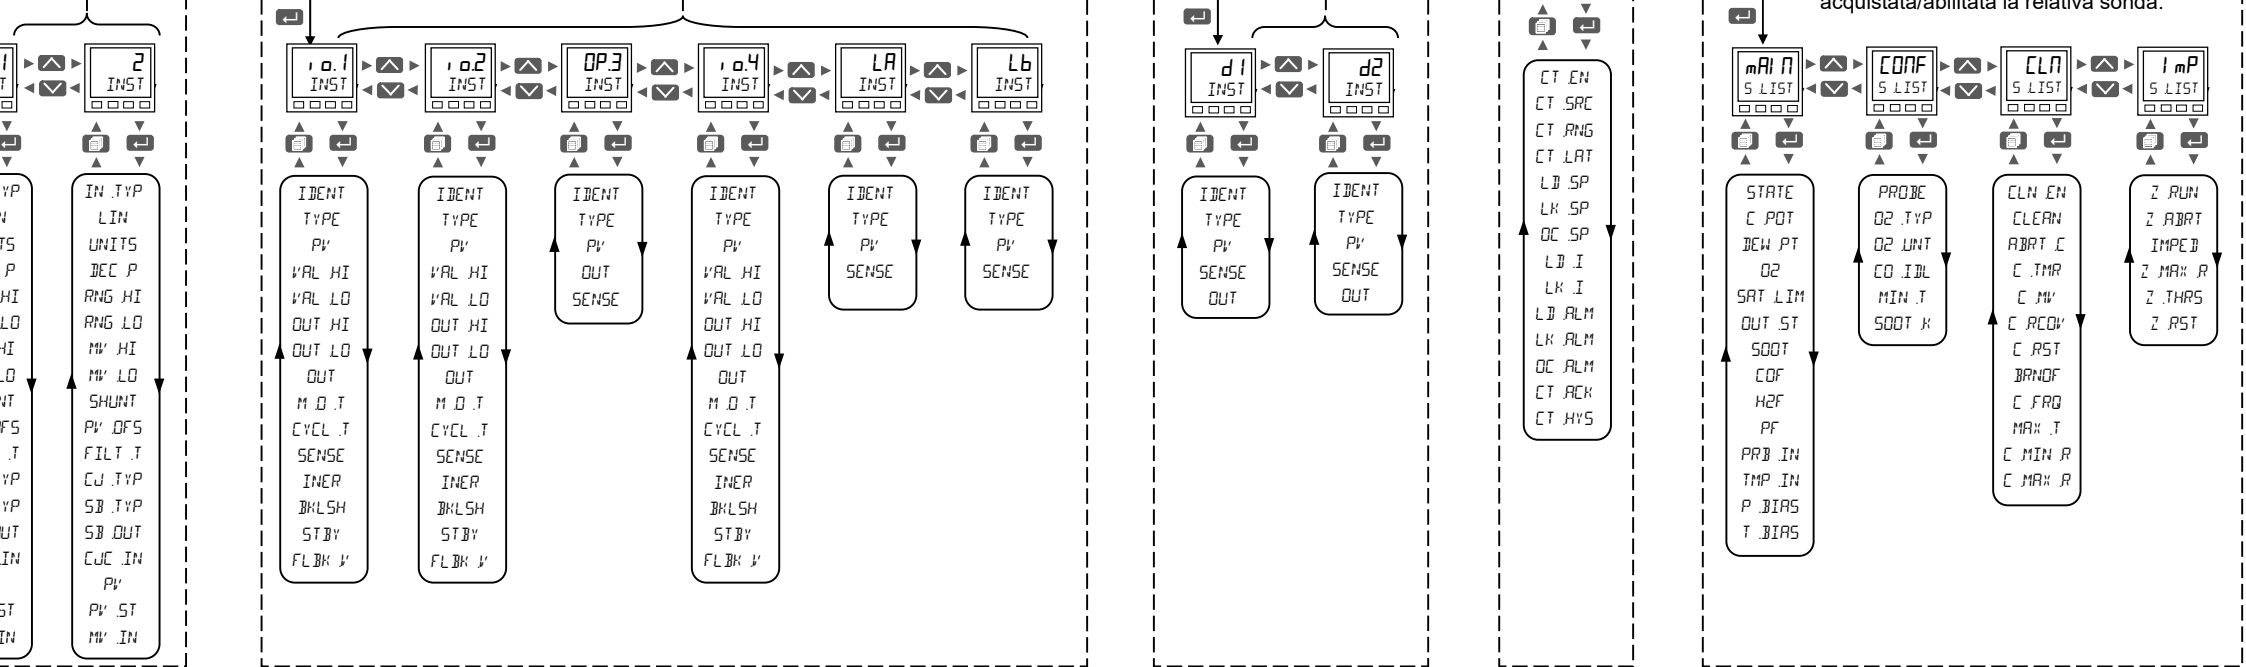 acquistata/abilitata la relativa sonda.
2
INST
IN.TYP
LIN
UNITS
DEC.P
RNG.HI
RNG.LO
MV.HI
MV.LO
SHUNT
PV.OFS
FILT.T
CJ.TYP
SB.TYP
SB.OUT
CJC.IN
PV
PV.ST
MV.IN
io.1
INST
IDENT
TYPE
PV
VAL.HI
VAL.LO
OUT.HI
OUT.LO
OUT
M.O.T
CYCL.T
SENSE
INER
BKLSH
STBY
FLBK.V
io.2
INST
IDENT
TYPE
PV
VAL.HI
VAL.LO
OUT.HI
OUT.LO
OUT
M.O.T
CYCL.T
SENSE
INER
BKLSH
STBY
FLBK.V
OP.3
INST
IDENT
TYPE
PV
OUT
SENSE
io.4
INST
IDENT
TYPE
PV
VAL.HI
VAL.LO
OUT.HI
OUT.LO
OUT
M.O.T
CYCL.T
SENSE
INER
BKLSH
STBY
FLBK.V
LA
INST
IDENT
TYPE
PV
SENSE
Lb
INST
IDENT
TYPE
PV
SENSE
d1
INST
IDENT
TYPE
PV
SENSE
OUT
d2
INST
IDENT
TYPE
PV
SENSE
OUT
CT.EN
CT.SRC
CT.RNG
CT.LAT
LD.SP
LK.SP
OC.SP
LD.I
LK.I
LD.ALM
LK.ALM
OC.ALM
CT.ACK
CT.HYS
mAIn
S.LIST
STATE
C.POT
DEW.PT
O2
SAT.LIM
OUT.ST
SOOT
COF
H2F
PF
PRB.IN
TMP.IN
P.BIAS
T.BIAS
COnF
S.LIST
PROBE
O2.TYP
O2.UNT
CO.IDL
MIN.T
SOOT.K
CLn
S.LIST
CLN.EN
CLEAN
ABRT.C
C.TMR
C.MV
C.RCOV
C.RST
BRNOF
C.FRQ
MAX.T
C.MIN.R
C.MAX.R
ImP
S.LIST
Z.RUN
Z.ABRT
IMPED
Z.MAX.R
Z.THRS
Z.RST